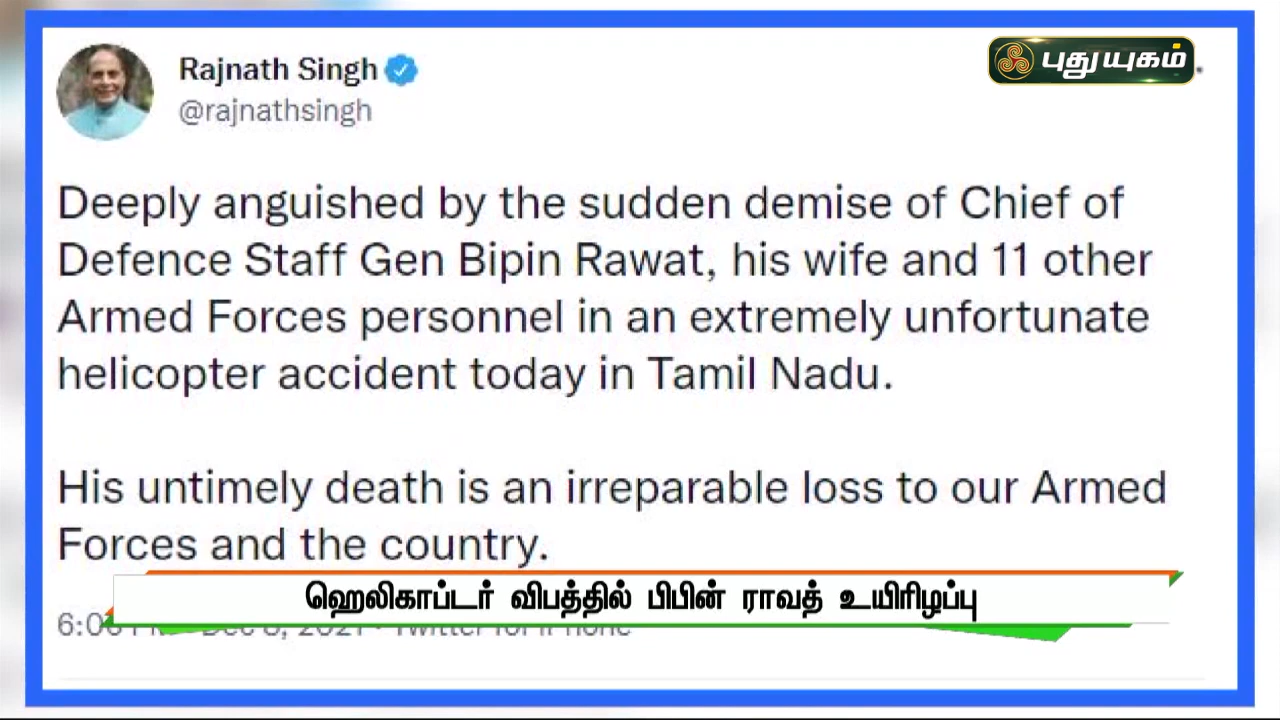 Rajnath Singh
புதுயுகம்
@rajnathsingh
Deeply anguished by the sudden demise of Chief of
Defence Staff Gen Bipin Rawat, his wife and 11 other
Armed Forces personnel in an extremely unfortunate
helicopter accident today in Tamil Nadu.
His untimely death is an irreparable loss to our Armed
Forces and the country.
ஹெலிகாப்டர் விபத்தில் பிபின் ராவத் உயிரிழப்பு